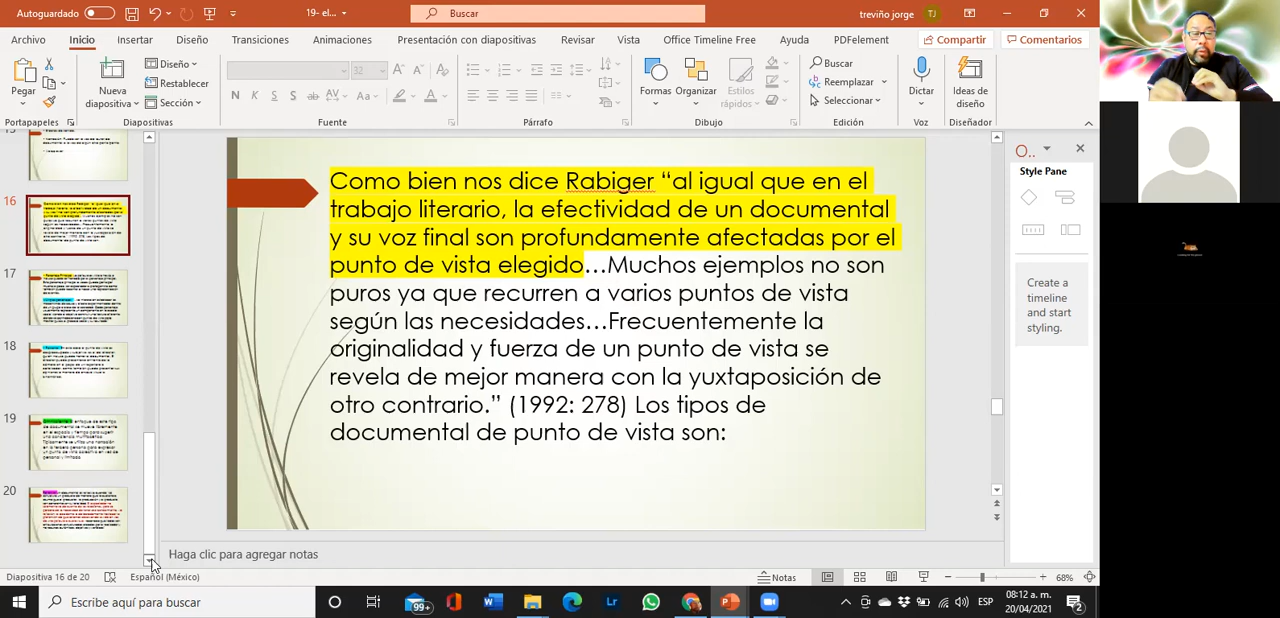 Autoguardado
19- el...
Buscar
treviño jorge
TJ
Archivo Inicio Insertar Diseño Transiciones Animaciones Presentación con diapositivas Revisar Vista Office Timeline Free Ayuda PDFelement Compartir Comentarios
Pegar
Nueva diapositiva
Diseño
Restablecer
Sección
32
N K S S ab AV Aa A
Formas
Organizar
Estilos rápidos
Buscar
Reemplazar
Seleccionar
Dictar
Ideas de diseño
Portapapeles Diapositivas Fuente Párrafo Dibujo Edición Voz Diseñador
16
17
18
19
20
Como bien nos dice Rabiger “al igual que en el
trabajo literario, la efectividad de un documental
y su voz final son profundamente afectadas por el
punto de vista elegido…Muchos ejemplos no son
puros ya que recurren a varios puntos de vista
según las necesidades…Frecuentemente la
originalidad y fuerza de un punto de vista se
revela de mejor manera con la yuxtaposición de
otro contrario.” (1992: 278) Los tipos de
documental de punto de vista son:
O...
Style Pane
Create a
timeline
and start
styling.
Haga clic para agregar notas
Diapositiva 16 de 20
Español (México)
Notas
68%
Escribe aquí para buscar
99+
ESP
08:12 a. m.
20/04/2021
2